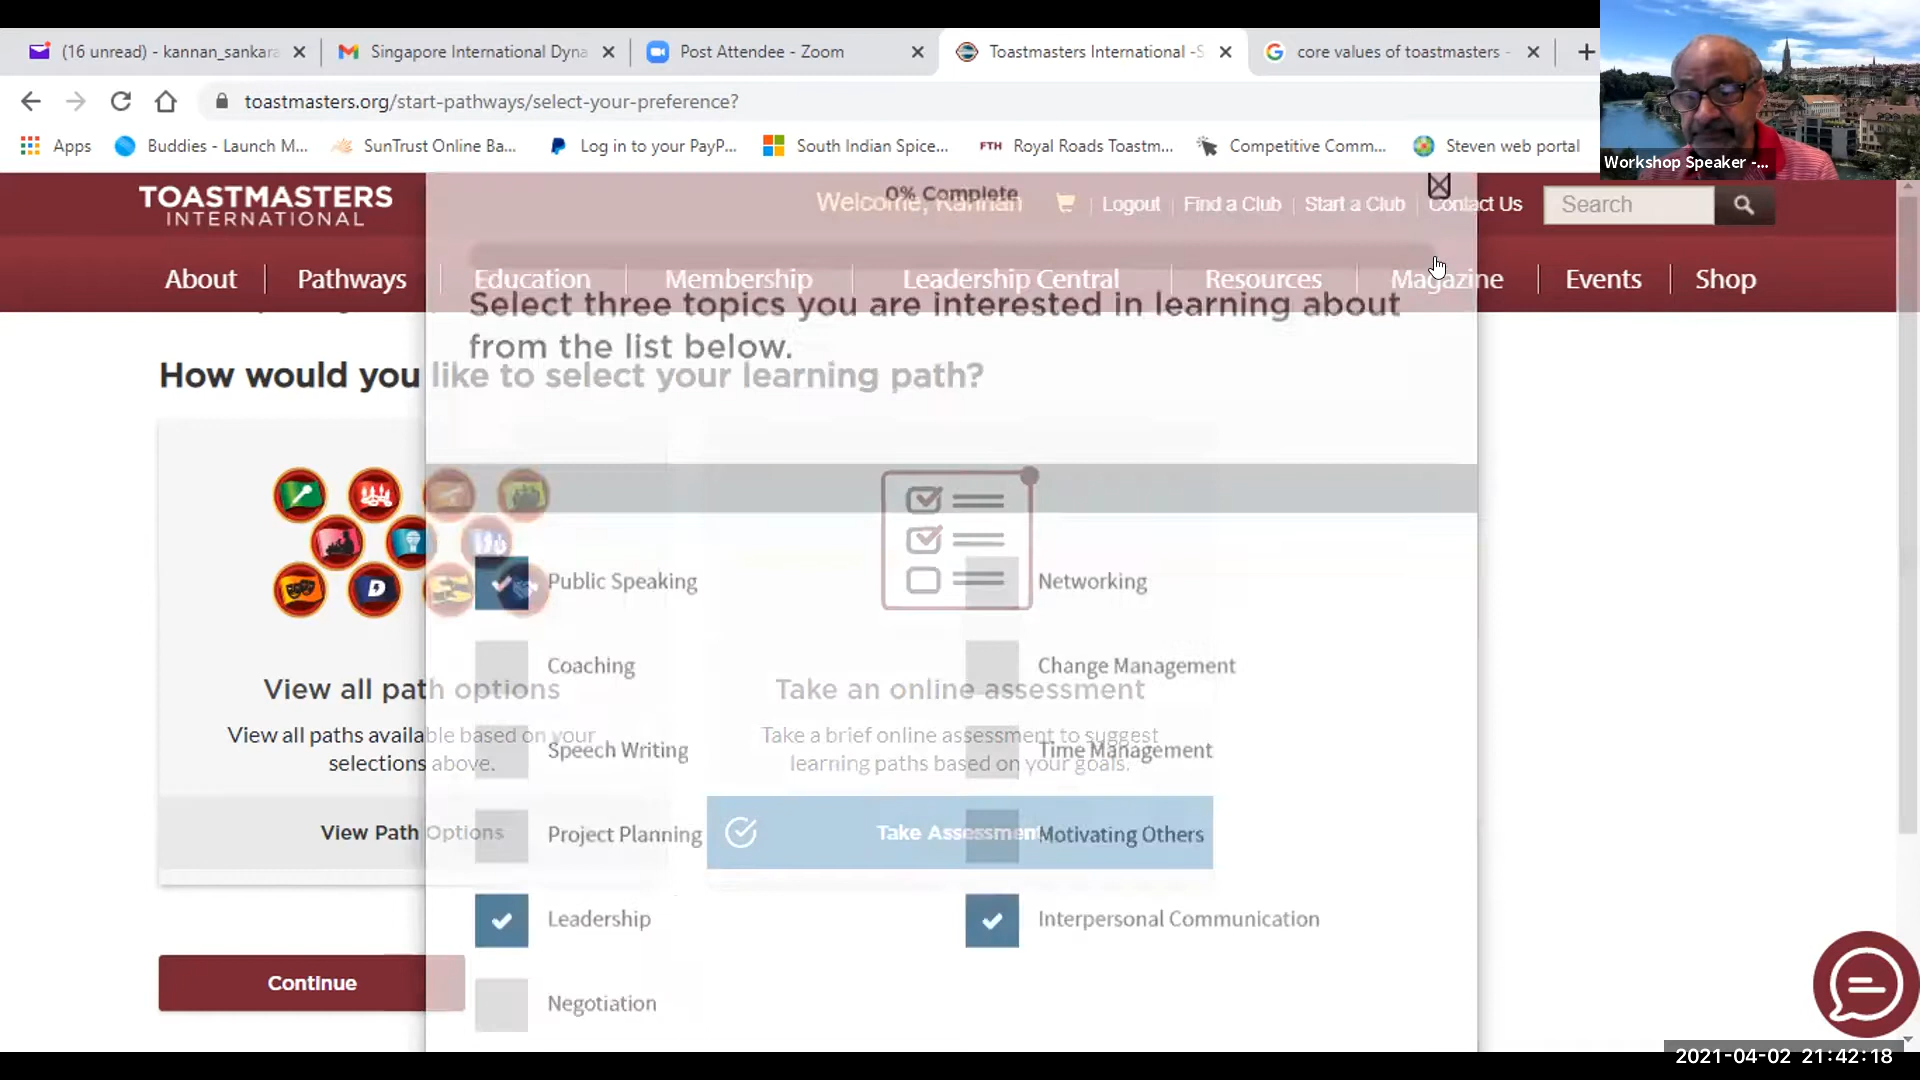 (16 unread) - kannan_sankara
Singapore International Dyna
Post Attendee - Zoom
Toastmasters International -S
core values of toastmasters -
toastmasters.org/start-pathways/select-your-preference?
Apps
Buddies - Launch M...
SunTrust Online Ba...
Log in to your PayP...
South Indian Spice...
FTH
Royal Roads Toastm...
Competitive Comm...
Steven web portal
Workshop Speaker -...
TOASTMASTERS
INTERNATIONAL
0% Complete
Welcome, Kannan
Logout
Find a Club
Start a Club
Contact Us
Search
About
Pathways
Education
Membership
Leadership Central
Resources
Magazine
Events
Shop
Select three topics you are interested in learning about
from the list below.
How would you like to select your learning path?
Public Speaking
Networking
Coaching
Change Management
View all path options
Take an online assessment
View all paths available based on your
selections above.
Take a brief online assessment to suggest
learning paths based on your goals.
Speech Writing
Time Management
View Path Options
Project Planning
Take Assessment
Motivating Others
Leadership
Interpersonal Communication
Continue
Negotiation
2021-04-02 21:42:18